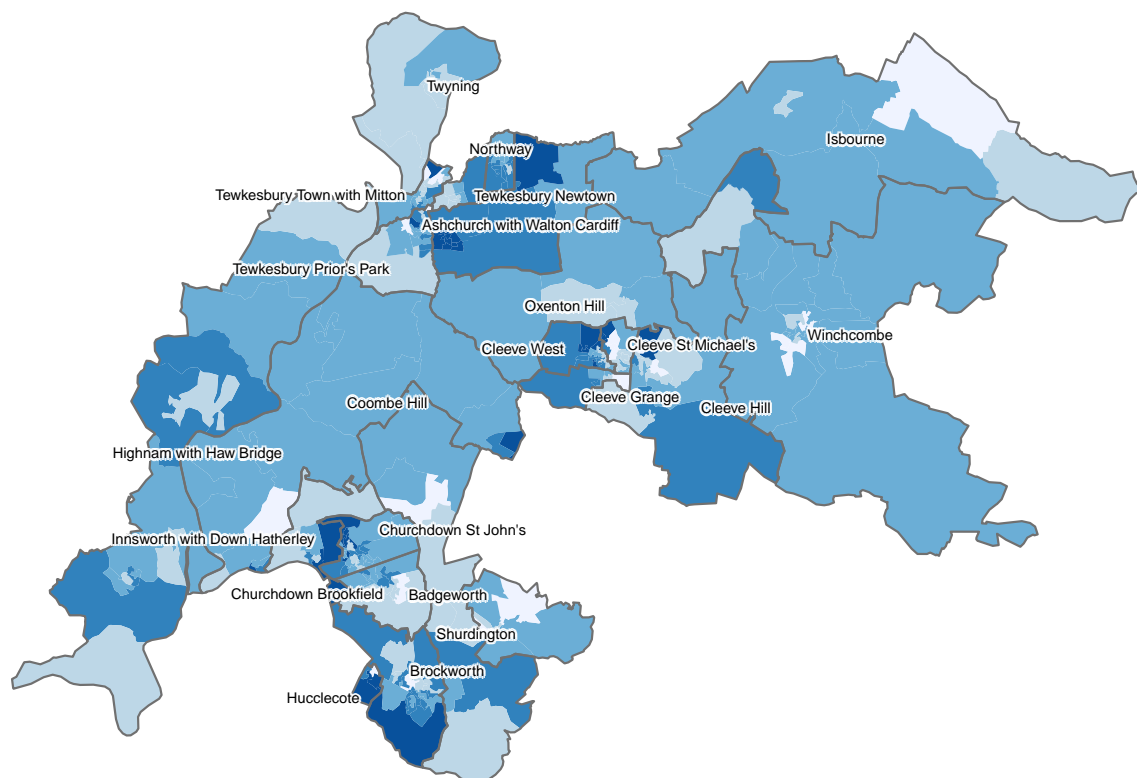 Twyning
Isbourne
Northway
Tewkesbury Town with Mitton
Tewkesbury Newtown
Ashchurch with Walton Cardiff
Tewkesbury Prior's Park
Oxenton Hill
Winchcombe
Cleeve West
Cleeve St Michael's
Cleeve Grange
Coombe Hill
Cleeve Hill
Highnam with Haw Bridge
Churchdown St John's
Innsworth with Down Hatherley
Churchdown Brookfield
Badgeworth
Shurdington
Brockworth
Hucclecote